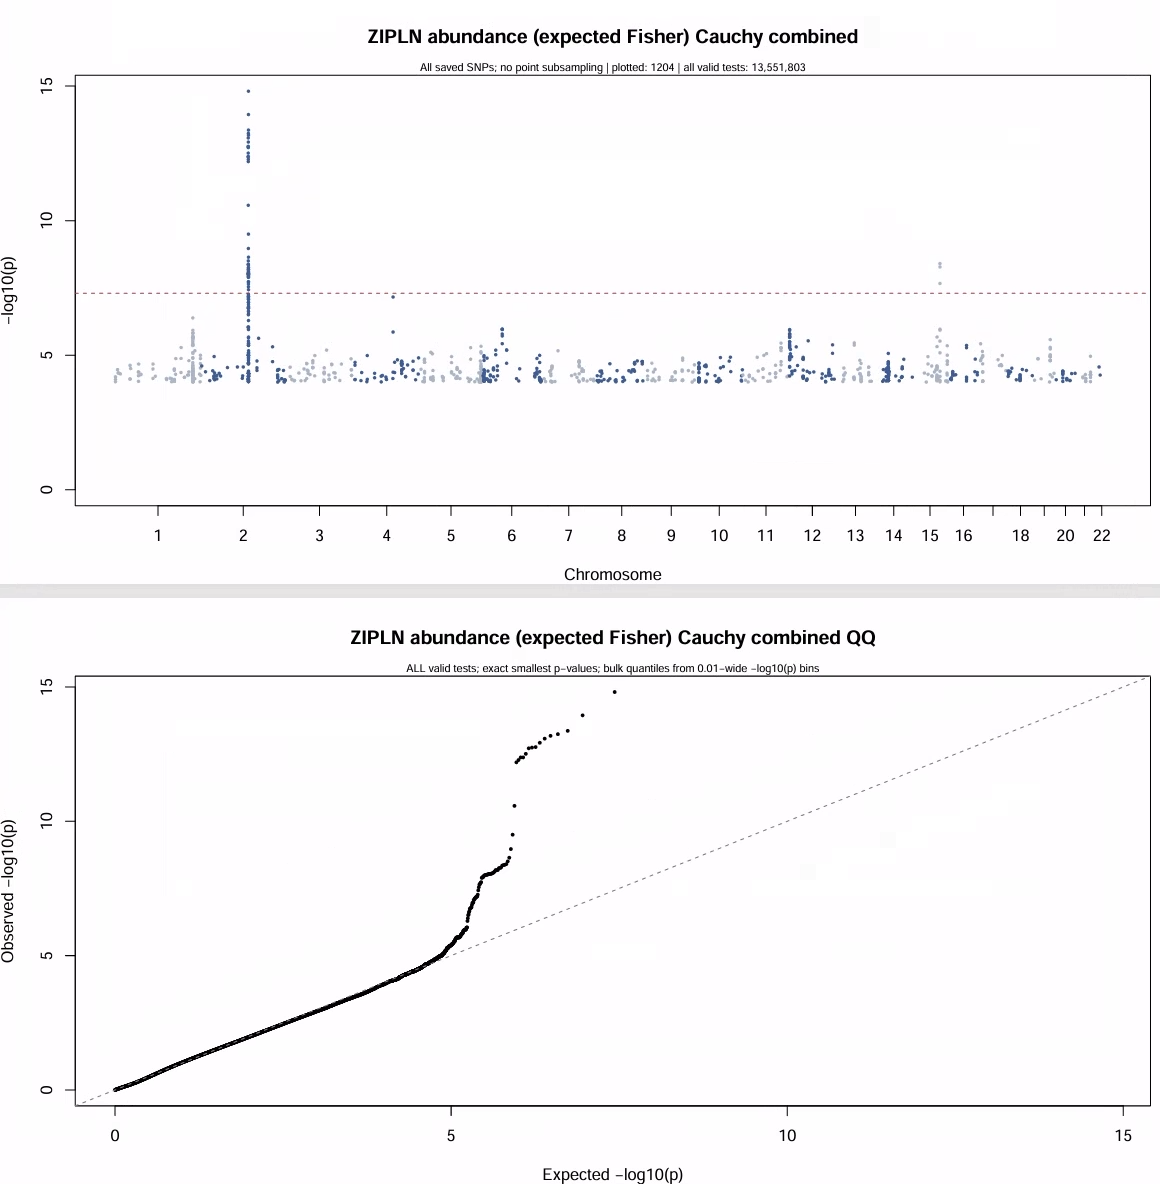 ZIPLN abundance (expected Fisher) Cauchy combined
All saved SNPs; no point subsampling | plotted: 1204 | all valid tests: 13,551,803
15
10
5
0
−log10(p)
1 2 3 4 5 6 7 8 9 10 11 12 13 14 15 16 18 20 22
Chromosome
ZIPLN abundance (expected Fisher) Cauchy combined QQ
ALL valid tests; exact smallest p−values; bulk quantiles from 0.01−wide −log10(p) bins
15
10
5
0
Observed −log10(p)
0 5 10 15
Expected −log10(p)